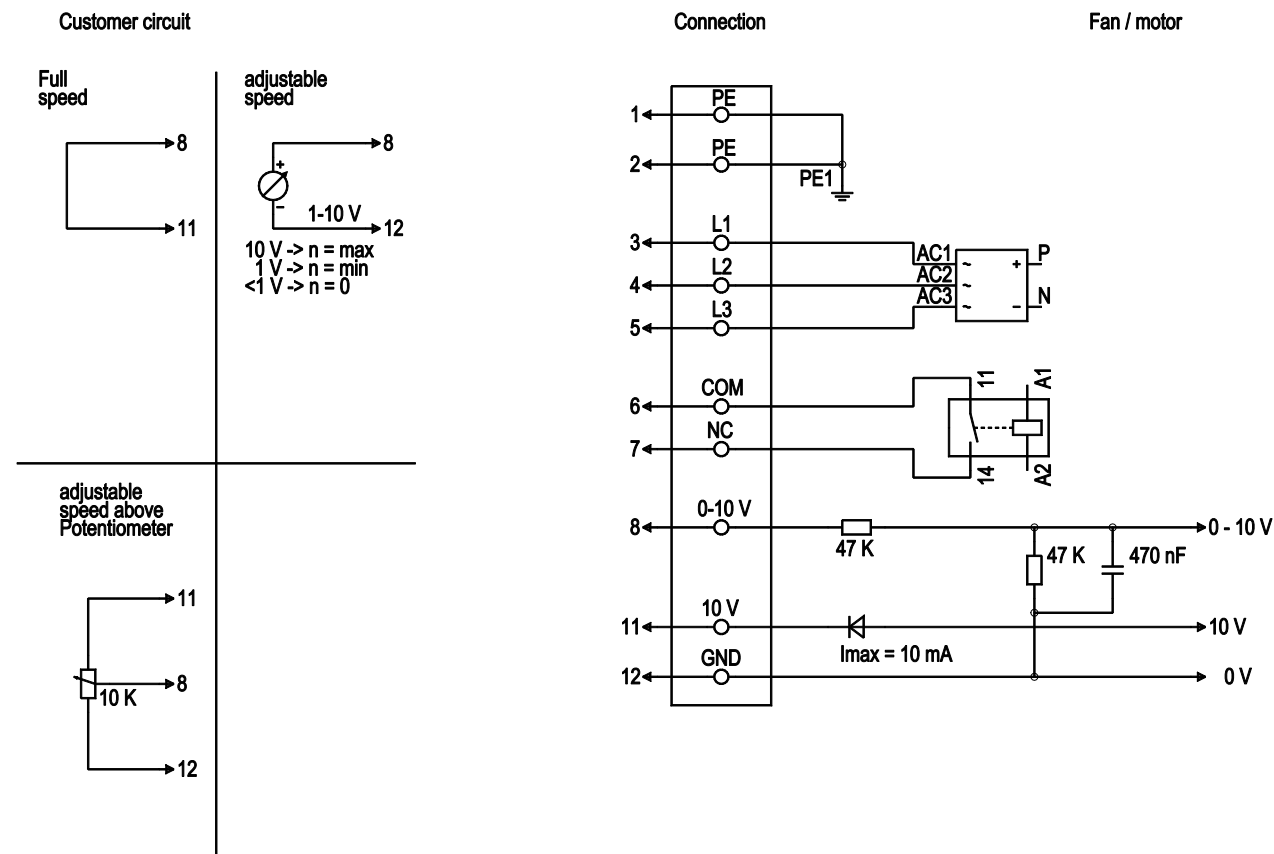 Customer circuit
Connection
Fan / motor
Full
speed
8
11
adjustable
speed
8
+
−
1-10 V
12
10 V -> n = max
1 V -> n = min
<1 V -> n = 0
adjustable
speed above
Potentiometer
11
8
10 K
12
1
PE
2
PE
PE1
3
L1
4
L2
5
L3
AC1
AC2
AC3
~
~
~
+
−
P
N
6
COM
7
NC
11
14
A1
A2
8
0-10 V
47 K
47 K
470 nF
0 - 10 V
11
10 V
Imax = 10 mA
10 V
12
GND
0 V